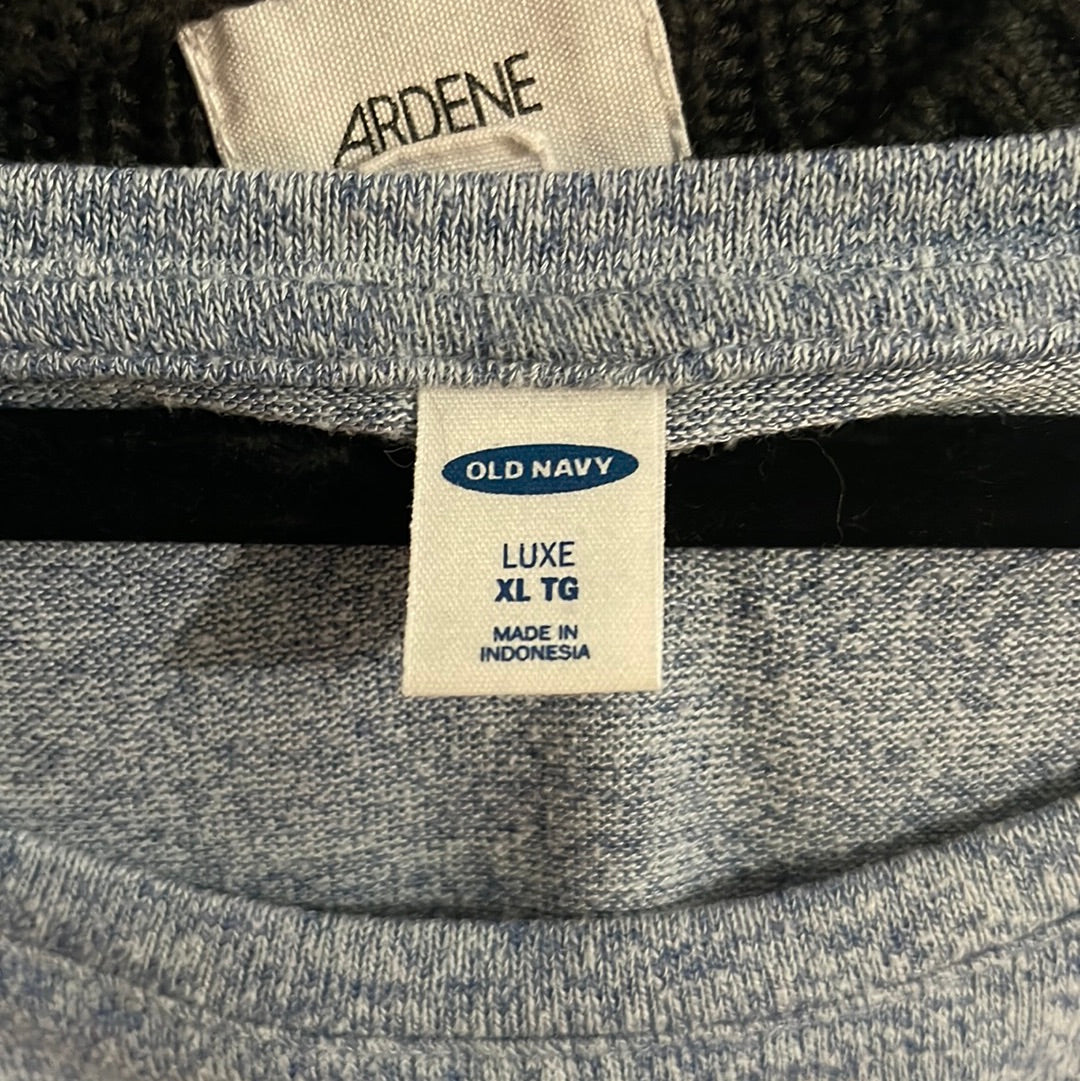 ARDENE
OLD NAVY
LUXE
XL TG
MADE IN
INDONESIA